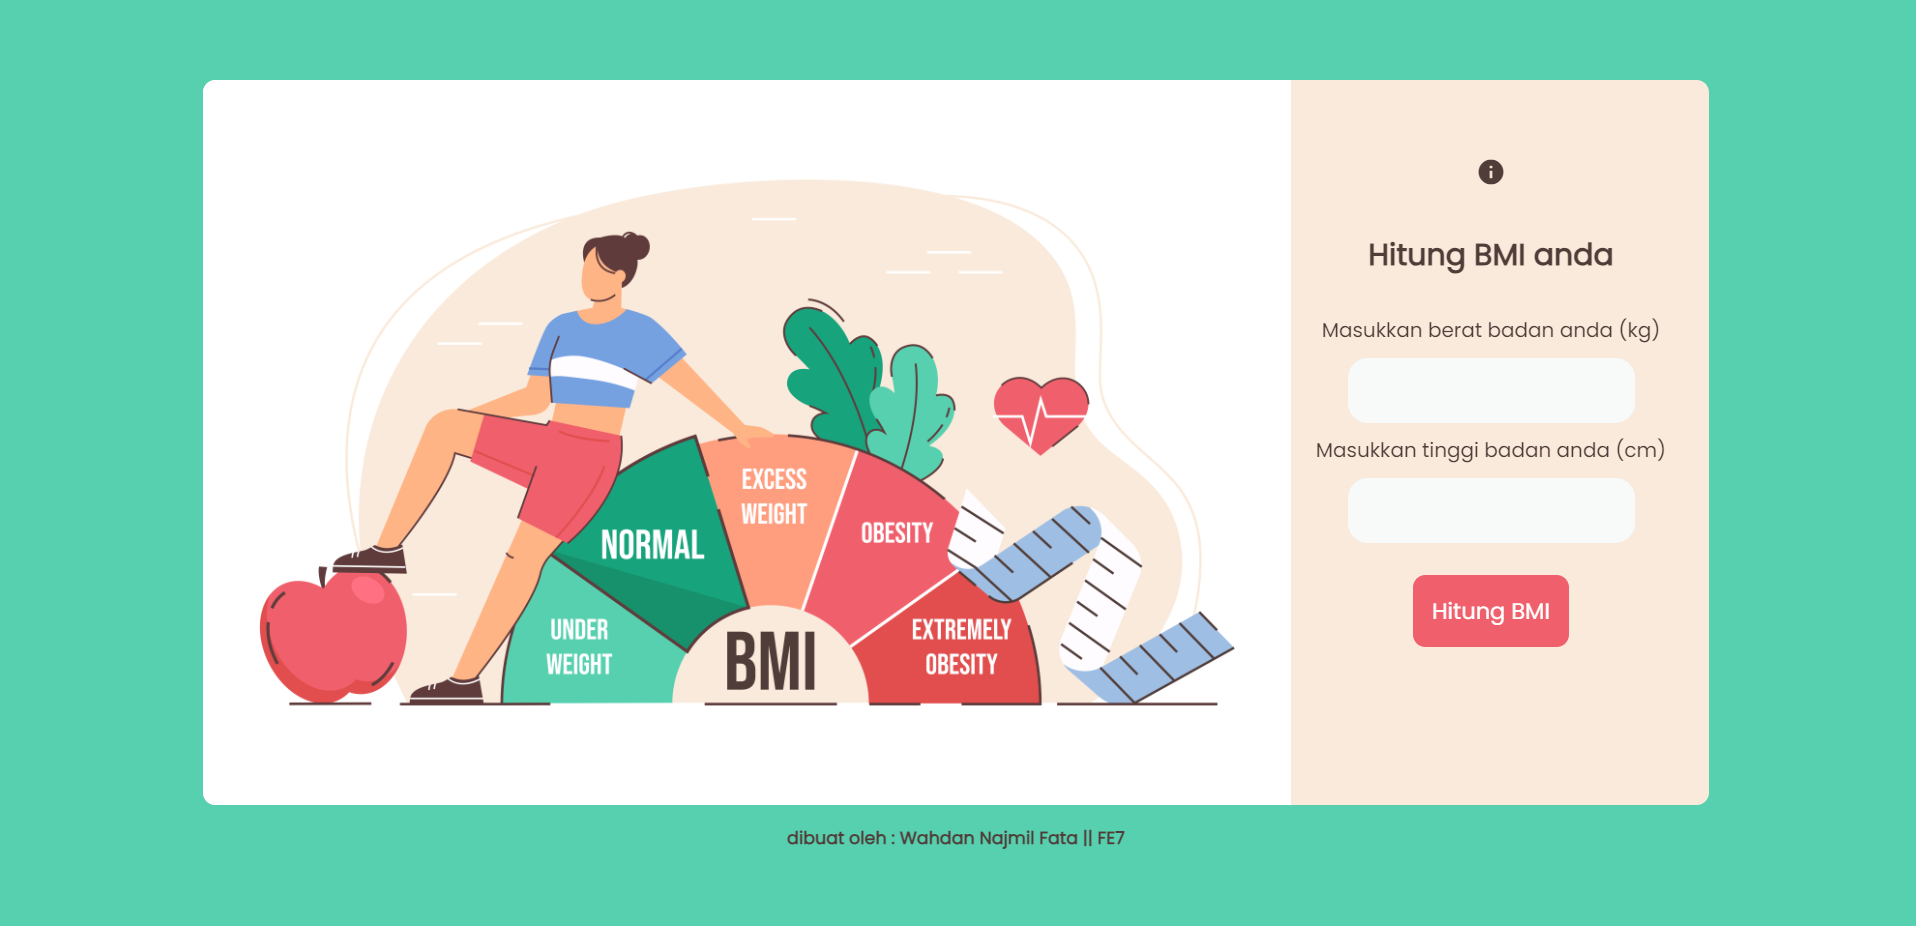 UNDER
WEIGHT
NORMAL
EXCESS
WEIGHT
OBESITY
EXTREMELY
OBESITY
BMI
Hitung BMI anda
Masukkan berat badan anda (kg)
Masukkan tinggi badan anda (cm)
Hitung BMI
dibuat oleh : Wahdan Najmil Fata || FE7